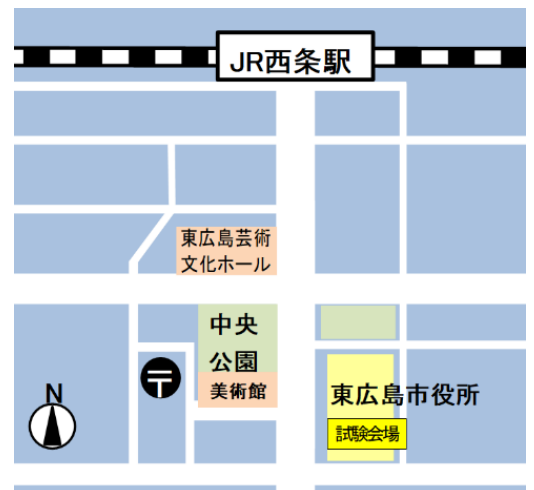 JR西条駅
東広島芸術
文化ホール
中央
公園
美術館
〒
N
東広島市役所
試験会場